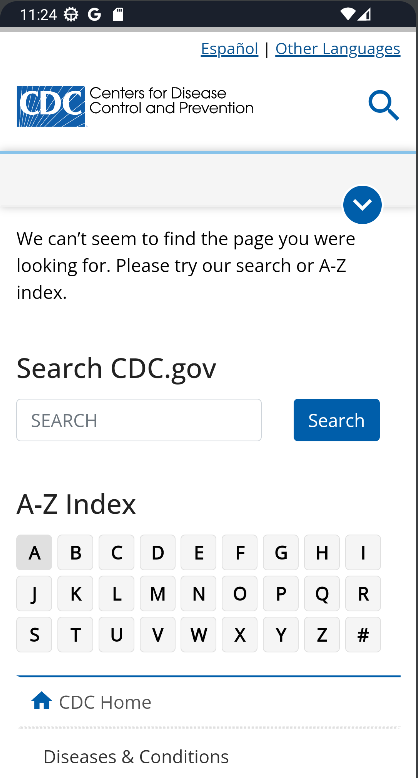 11:24
Español | Other Languages
CDC Centers for Disease
Control and Prevention
We can’t seem to find the page you were
looking for. Please try our search or A-Z
index.
Search CDC.gov
SEARCH Search
A-Z Index
A B C D E F G H I
J K L M N O P Q R
S T U V W X Y Z #
CDC Home
Diseases & Conditions